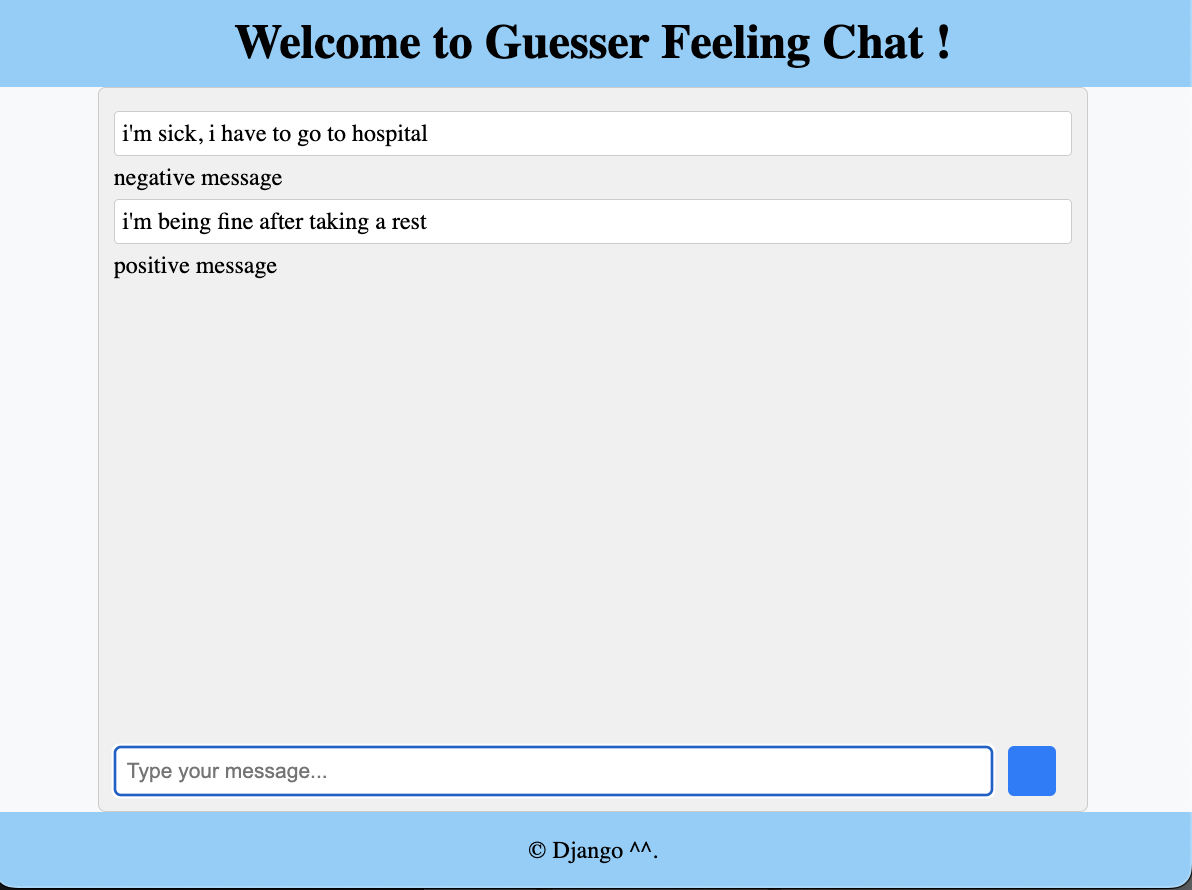 Welcome to Guesser Feeling Chat !
i'm sick, i have to go to hospital
negative message
i'm being fine after taking a rest
positive message
Type your message...
© Django ^^.